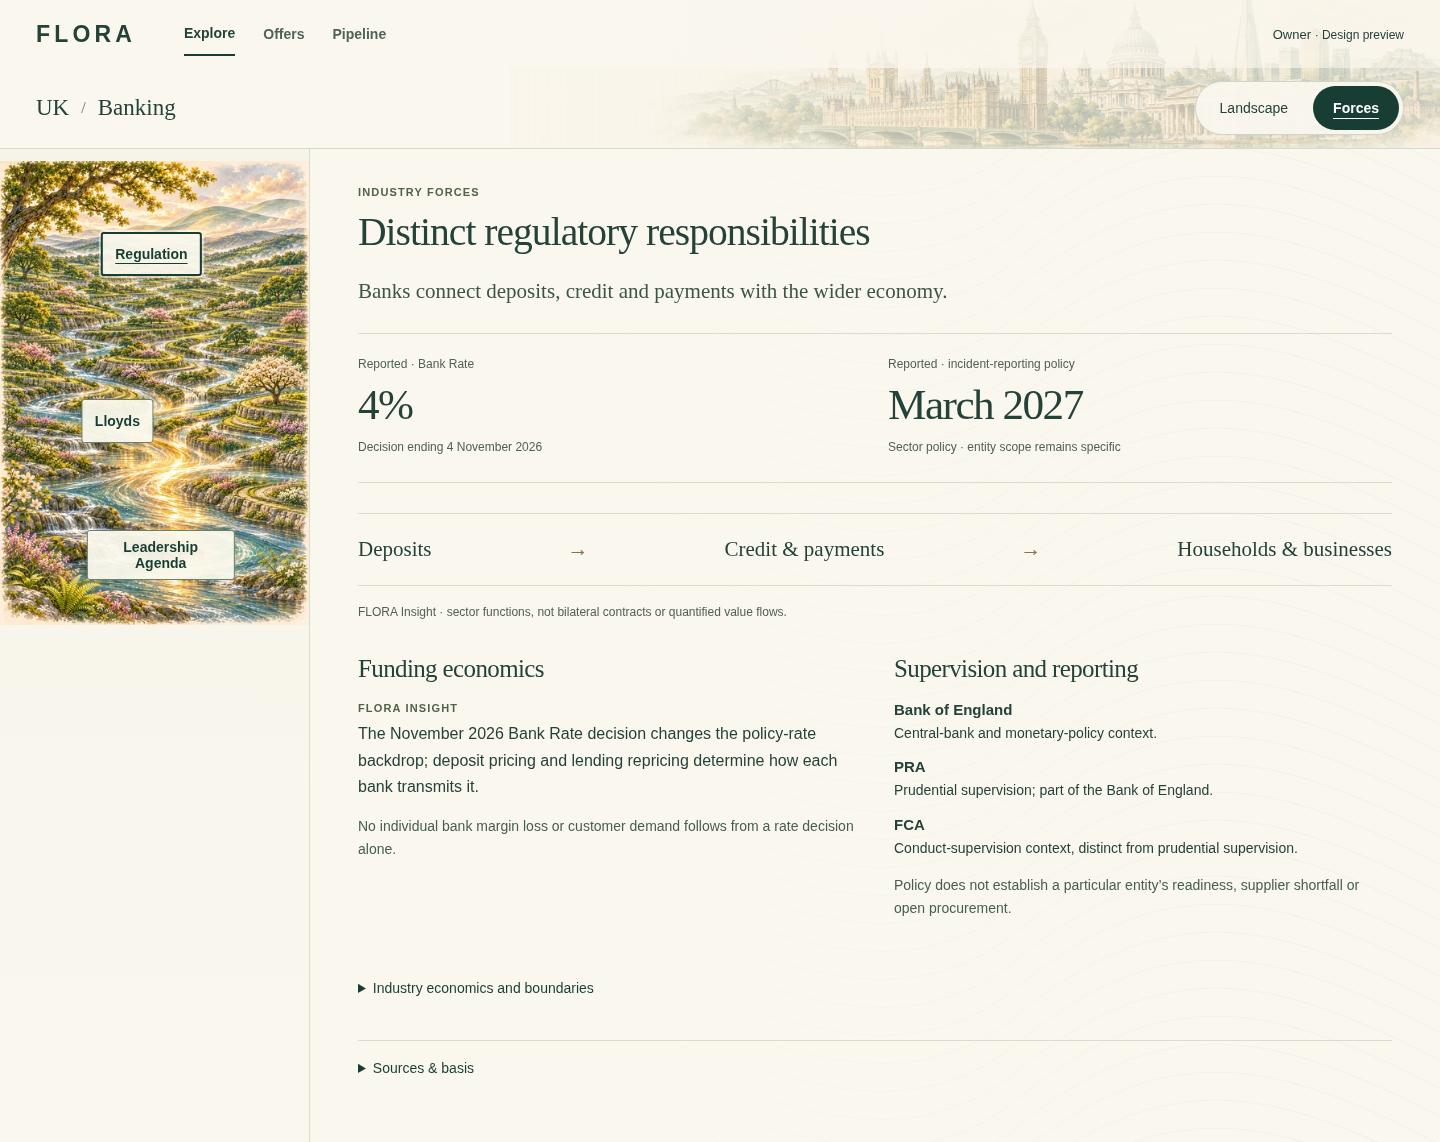 FLORA
Explore
Offers
Pipeline
Owner · Design preview
UK / Banking
Landscape
Forces
Regulation
Lloyds
Leadership
Agenda
INDUSTRY FORCES
Distinct regulatory responsibilities
Banks connect deposits, credit and payments with the wider economy.
Reported · Bank Rate
4%
Decision ending 4 November 2026
Reported · incident-reporting policy
March 2027
Sector policy · entity scope remains specific
Deposits → Credit & payments → Households & businesses
FLORA Insight · sector functions, not bilateral contracts or quantified value flows.
Funding economics
FLORA INSIGHT
The November 2026 Bank Rate decision changes the policy-rate
backdrop; deposit pricing and lending repricing determine how each
bank transmits it.
No individual bank margin loss or customer demand follows from a rate decision
alone.
Supervision and reporting
Bank of England
Central-bank and monetary-policy context.
PRA
Prudential supervision; part of the Bank of England.
FCA
Conduct-supervision context, distinct from prudential supervision.
Policy does not establish a particular entity’s readiness, supplier shortfall or
open procurement.
▶ Industry economics and boundaries
▶ Sources & basis